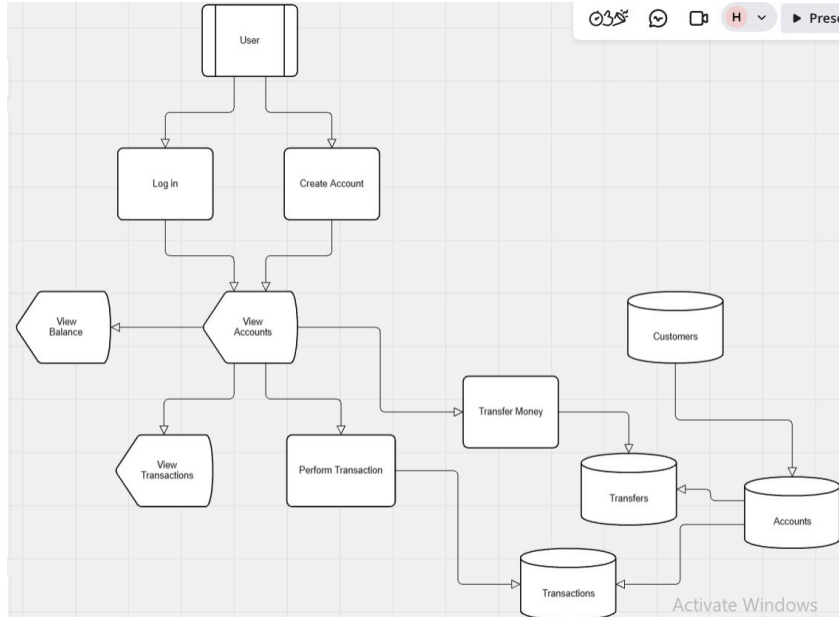 H
Prese
User
Log in
Create Account
View
Balance
View
Accounts
Customers
Transfer Money
View
Transactions
Perform Transaction
Transfers
Accounts
Transactions
Activate Windows